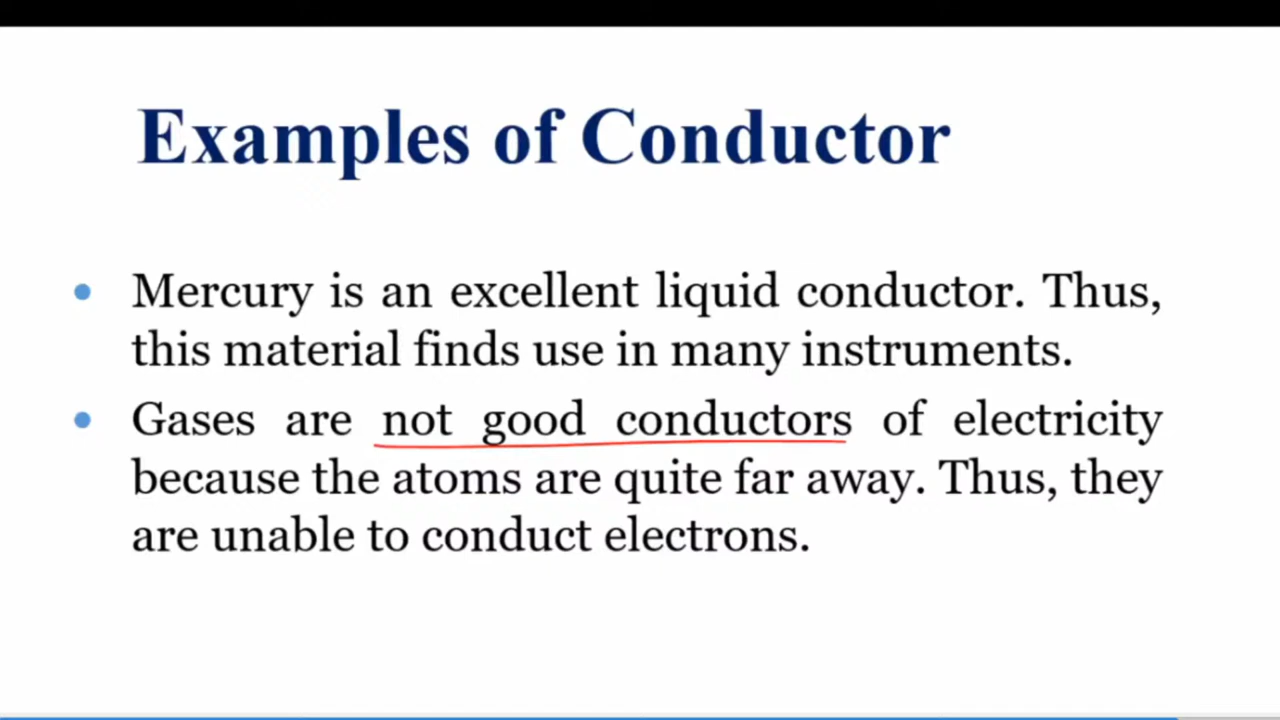 Examples of Conductor
• Mercury is an excellent liquid conductor. Thus,
this material finds use in many instruments.
• Gases are not good conductors of electricity
because the atoms are quite far away. Thus, they
are unable to conduct electrons.